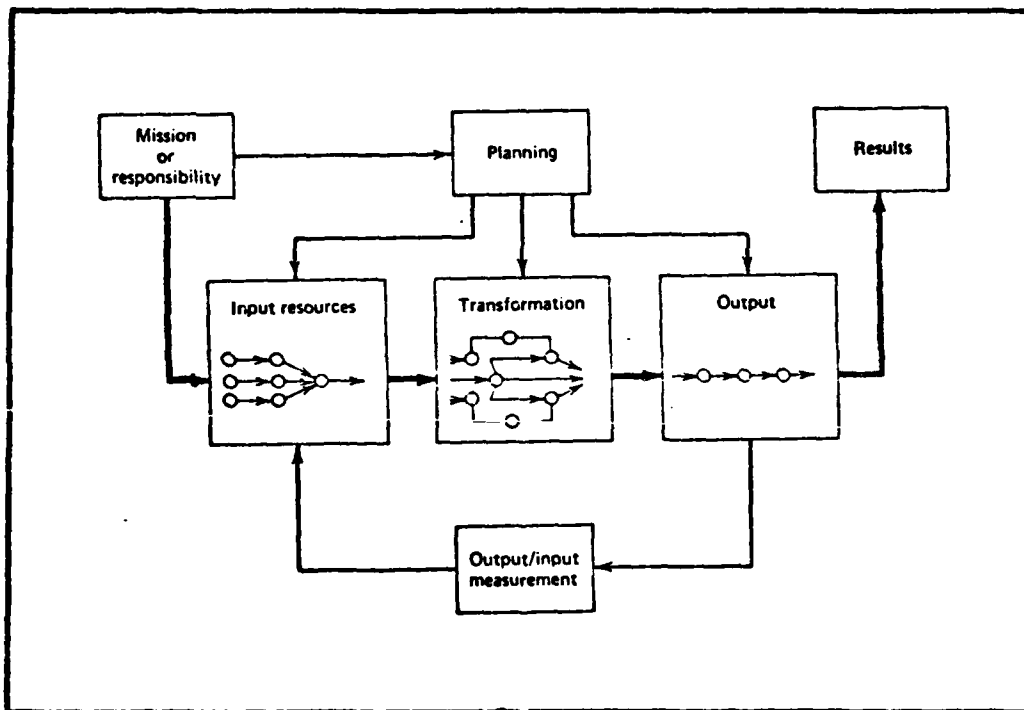 Mission
or
responsibility
Planning
Results
Input resources
Transformation
Output
Output/input
measurement